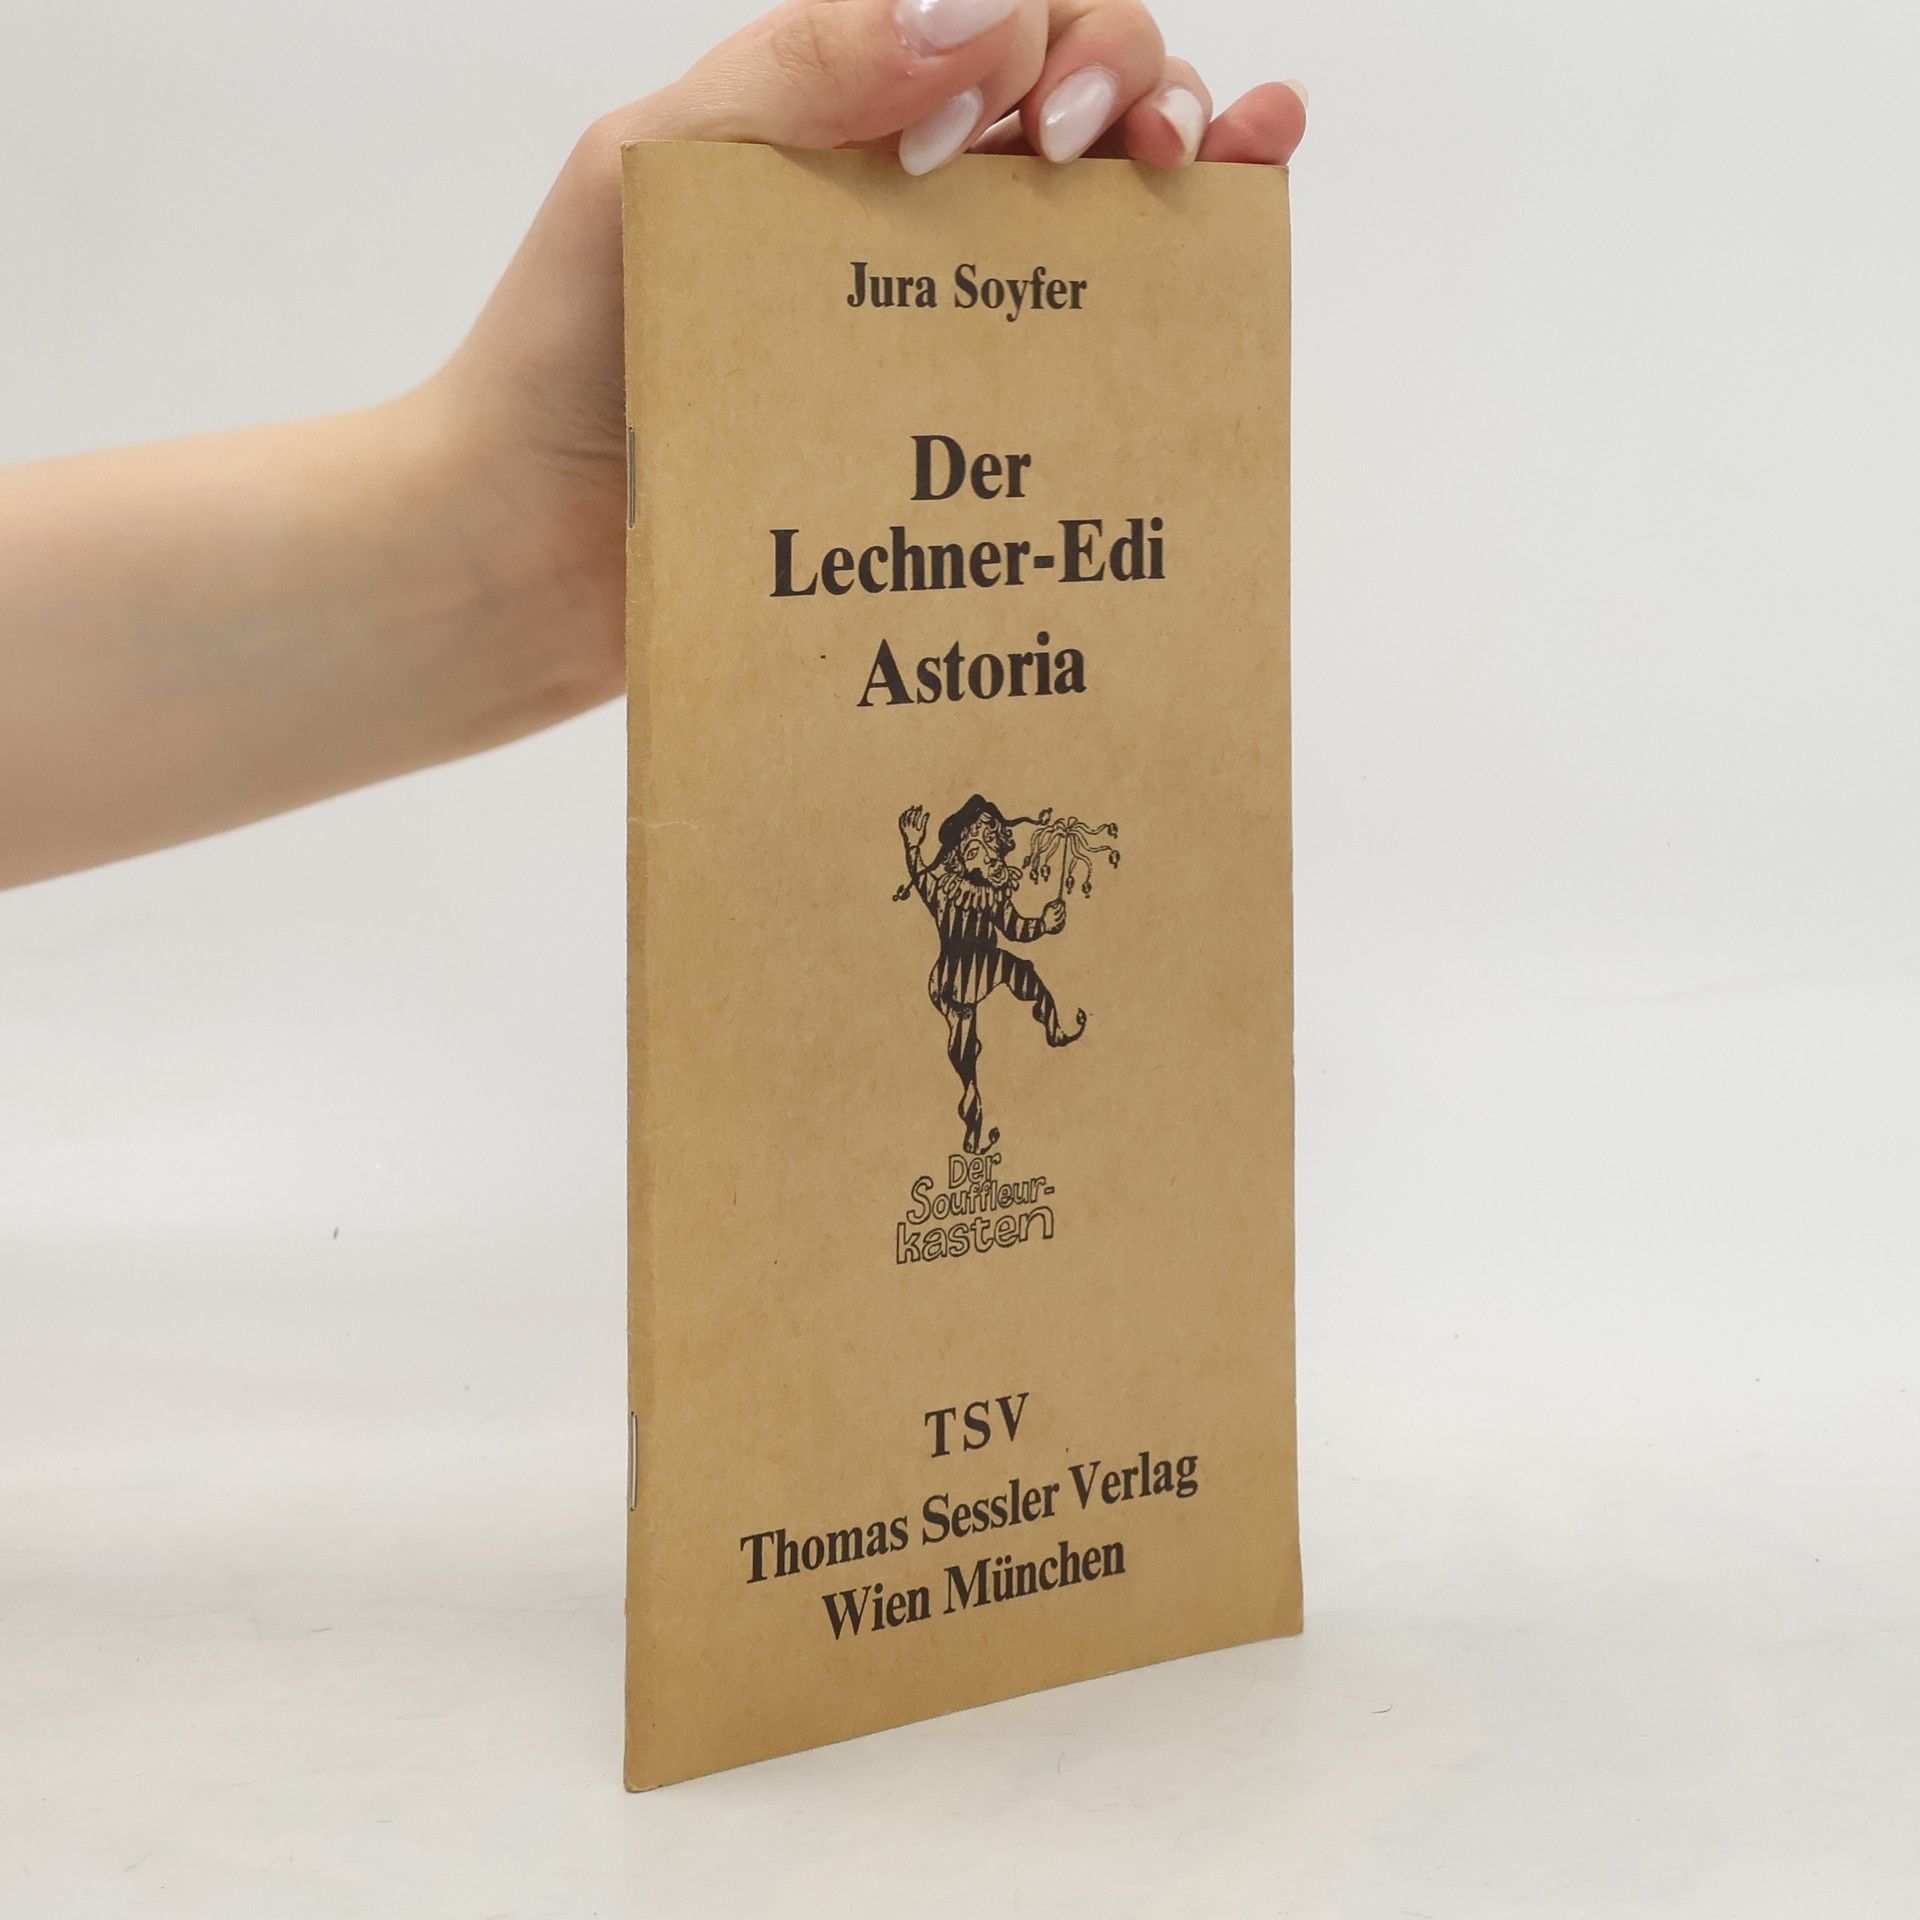 Jura Soyfer
Der
Lechner-Edi
Astoria
Der
Souffleur-
kasten
TSV
Thomas Sessler Verlag
Wien München